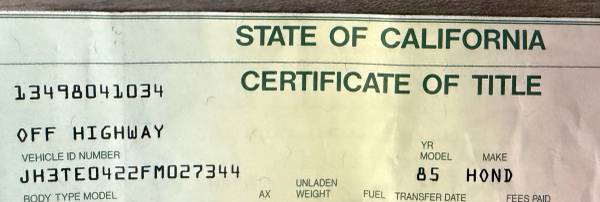 STATE OF CALIFORNIA
CERTIFICATE OF TITLE
13498041034
OFF HIGHWAY
VEHICLE ID NUMBER YR MODEL MAKE
JH3TE0422FM027344 85 HOND
BODY TYPE MODEL AX UNLADEN WEIGHT FUEL TRANSFER DATE FEES PAID